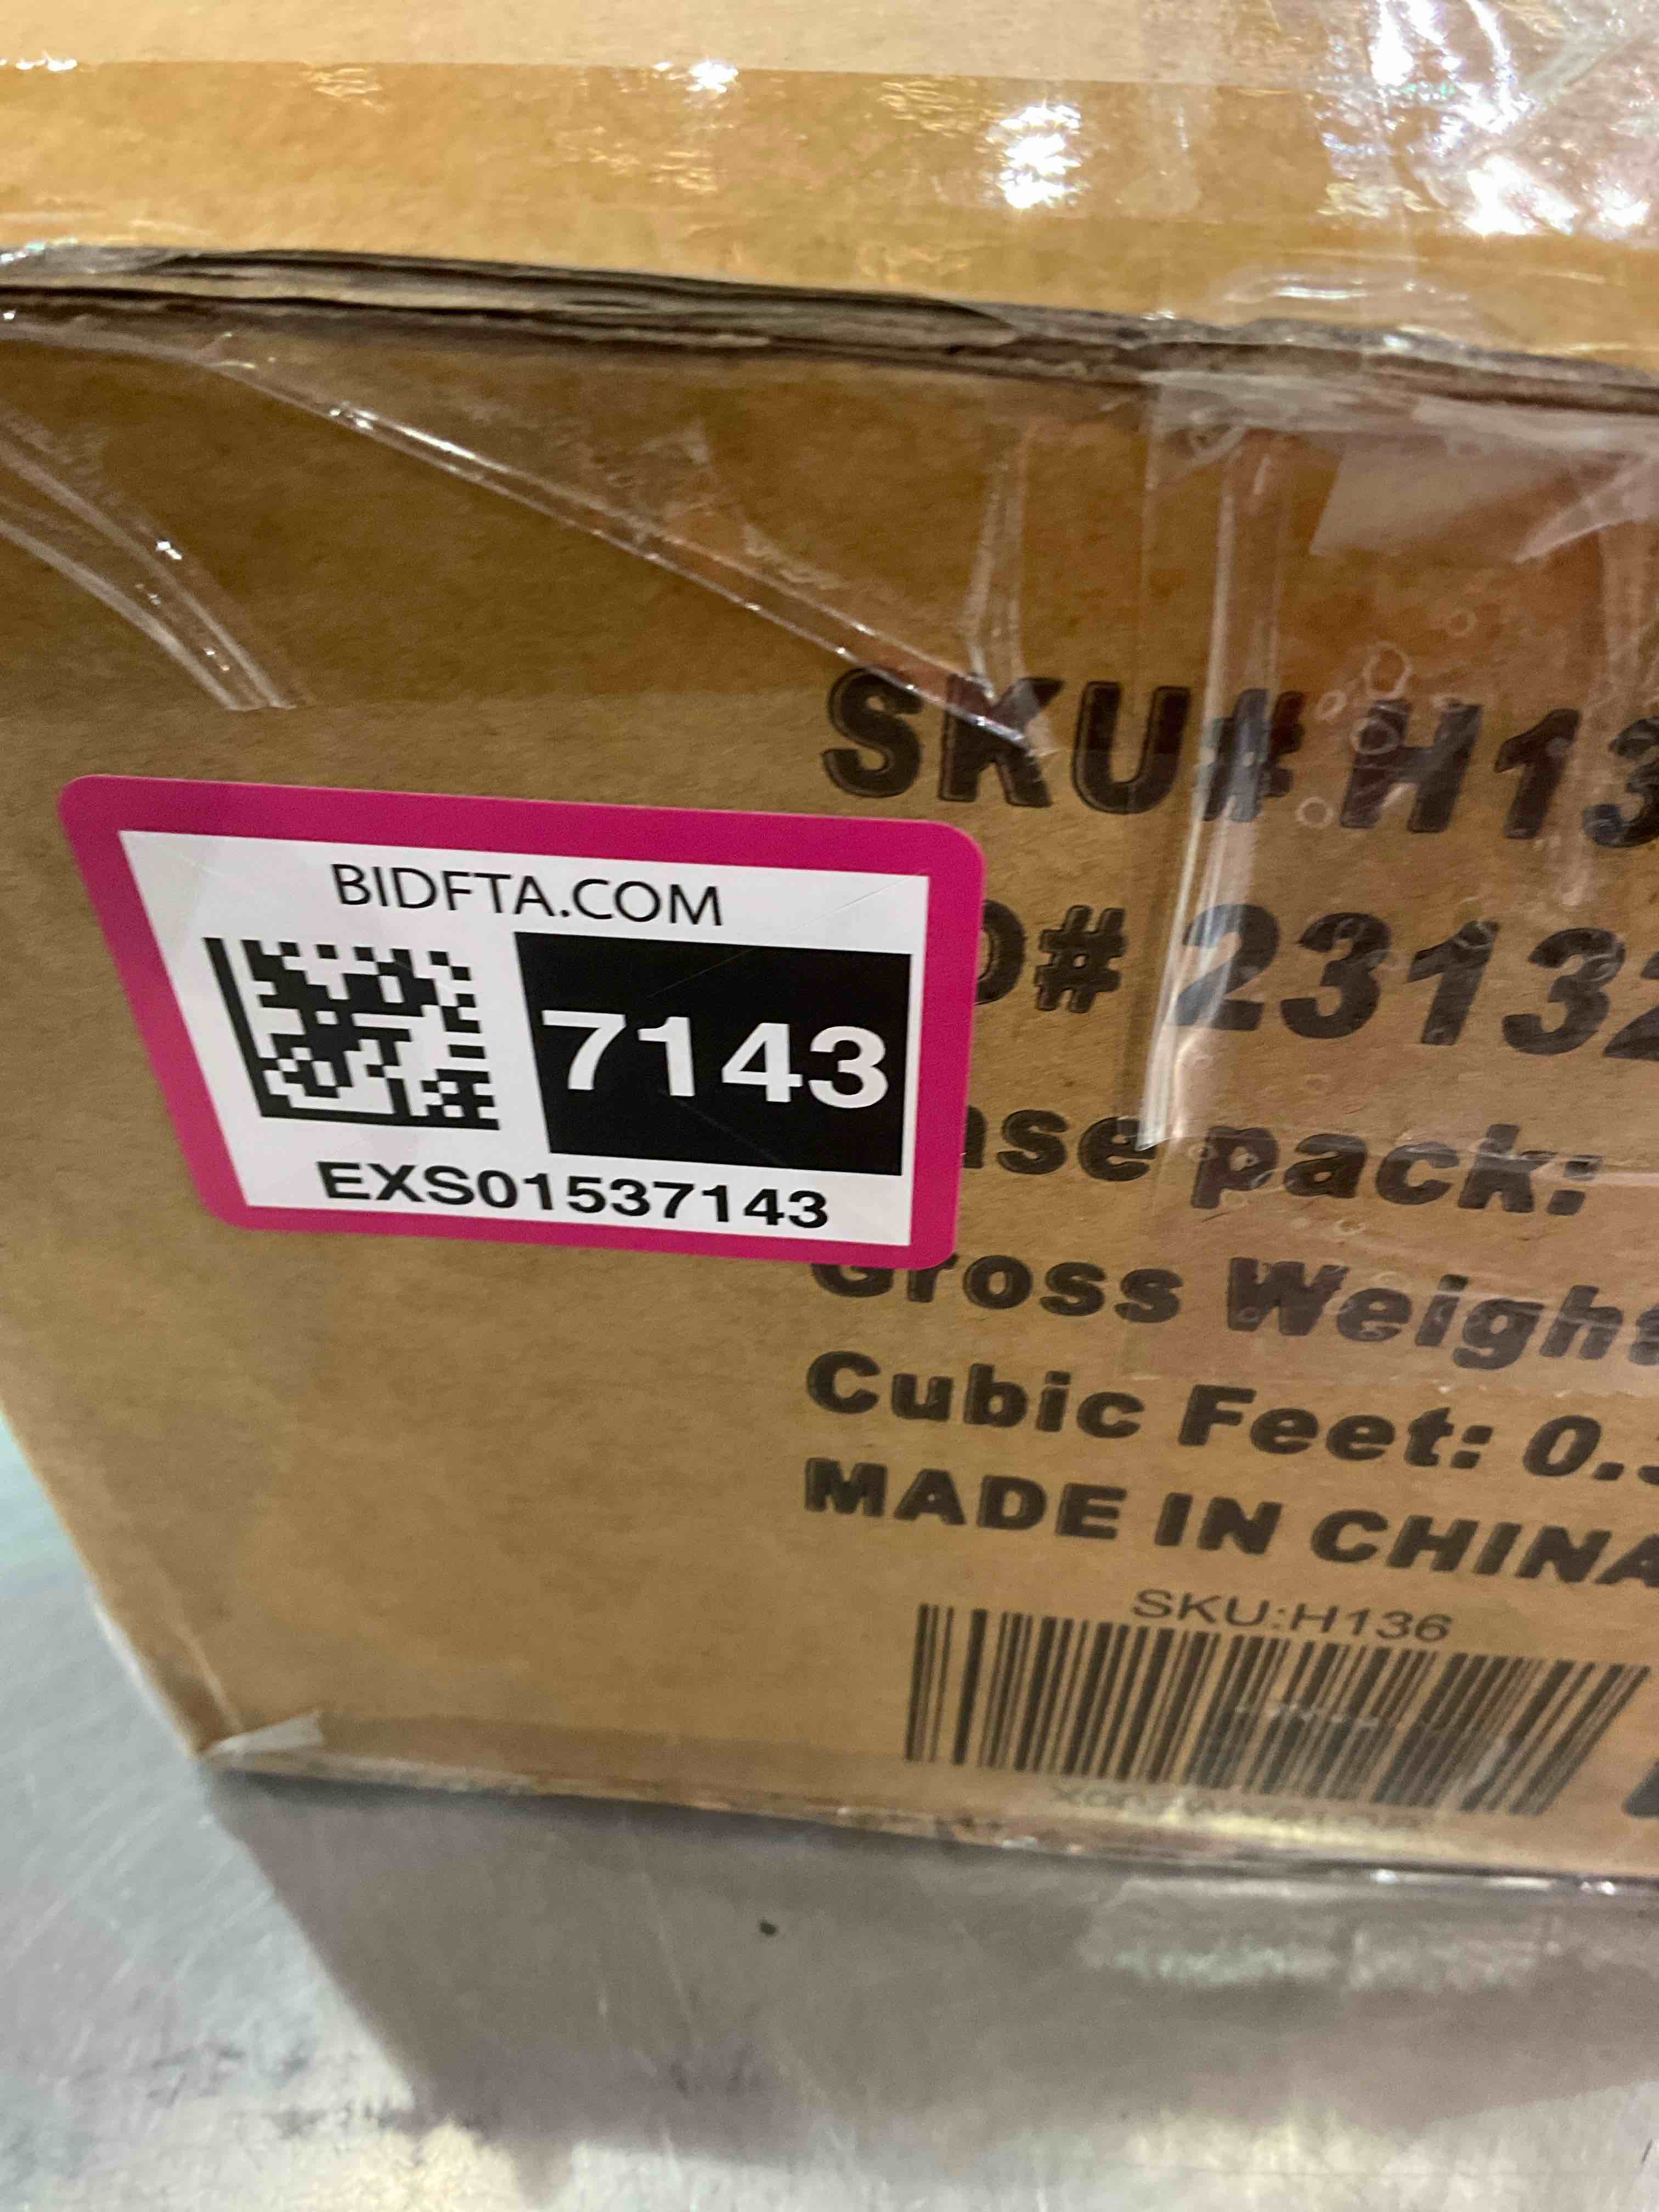 BIDFTA.COM
7143
EXS01537143
SKU# H13
# 23132
pack:
Gross Weight
Cubic Feet: 0.
MADE IN CHINA
SKU:H136